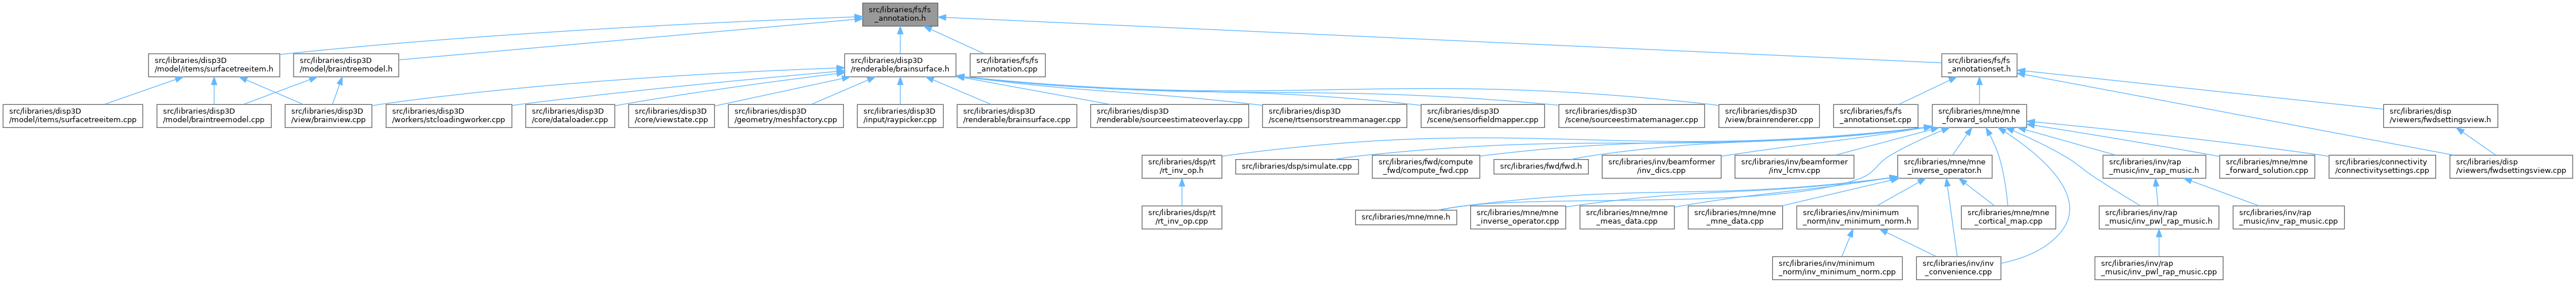 src/libraries/fs/fs
_annotation.h
src/libraries/disp3D
/model/items/surfacetreeitem.h
src/libraries/disp3D
/model/braintreemodel.h
src/libraries/disp3D
/renderable/brainsurface.h
src/libraries/fs/fs
_annotation.cpp
src/libraries/fs/fs
_annotationset.h
src/libraries/disp3D
/model/items/surfacetreeitem.cpp
src/libraries/disp3D
/model/braintreemodel.cpp
src/libraries/disp3D
/view/brainview.cpp
src/libraries/disp3D
/workers/stcloadingworker.cpp
src/libraries/disp3D
/core/dataloader.cpp
src/libraries/disp3D
/core/viewstate.cpp
src/libraries/disp3D
/geometry/meshfactory.cpp
src/libraries/disp3D
/input/raypicker.cpp
src/libraries/disp3D
/renderable/brainsurface.cpp
src/libraries/disp3D
/renderable/sourceestimateoverlay.cpp
src/libraries/disp3D
/scene/rtsensorstreammanager.cpp
src/libraries/disp3D
/scene/sensorfieldmapper.cpp
src/libraries/disp3D
/scene/sourceestimatemanager.cpp
src/libraries/disp3D
/view/brainrenderer.cpp
src/libraries/fs/fs
_annotationset.cpp
src/libraries/mne/mne
_forward_solution.h
src/libraries/disp
/viewers/fwdsettingsview.h
src/libraries/dsp/rt
/rt_inv_op.h
src/libraries/dsp/simulate.cpp
src/libraries/fwd/compute
_fwd/compute_fwd.cpp
src/libraries/fwd/fwd.h
src/libraries/inv/beamformer
/inv_dics.cpp
src/libraries/inv/beamformer
/inv_lcmv.cpp
src/libraries/mne/mne
_inverse_operator.h
src/libraries/inv/rap
_music/inv_rap_music.h
src/libraries/mne/mne
_forward_solution.cpp
src/libraries/connectivity
/connectivitysettings.cpp
src/libraries/disp
/viewers/fwdsettingsview.cpp
src/libraries/dsp/rt
/rt_inv_op.cpp
src/libraries/mne/mne.h
src/libraries/mne/mne
_inverse_operator.cpp
src/libraries/mne/mne
_meas_data.cpp
src/libraries/mne/mne
_mne_data.cpp
src/libraries/inv/minimum
_norm/inv_minimum_norm.h
src/libraries/mne/mne
_cortical_map.cpp
src/libraries/inv/rap
_music/inv_pwl_rap_music.h
src/libraries/inv/rap
_music/inv_rap_music.cpp
src/libraries/inv/minimum
_norm/inv_minimum_norm.cpp
src/libraries/inv/inv
_convenience.cpp
src/libraries/inv/rap
_music/inv_pwl_rap_music.cpp